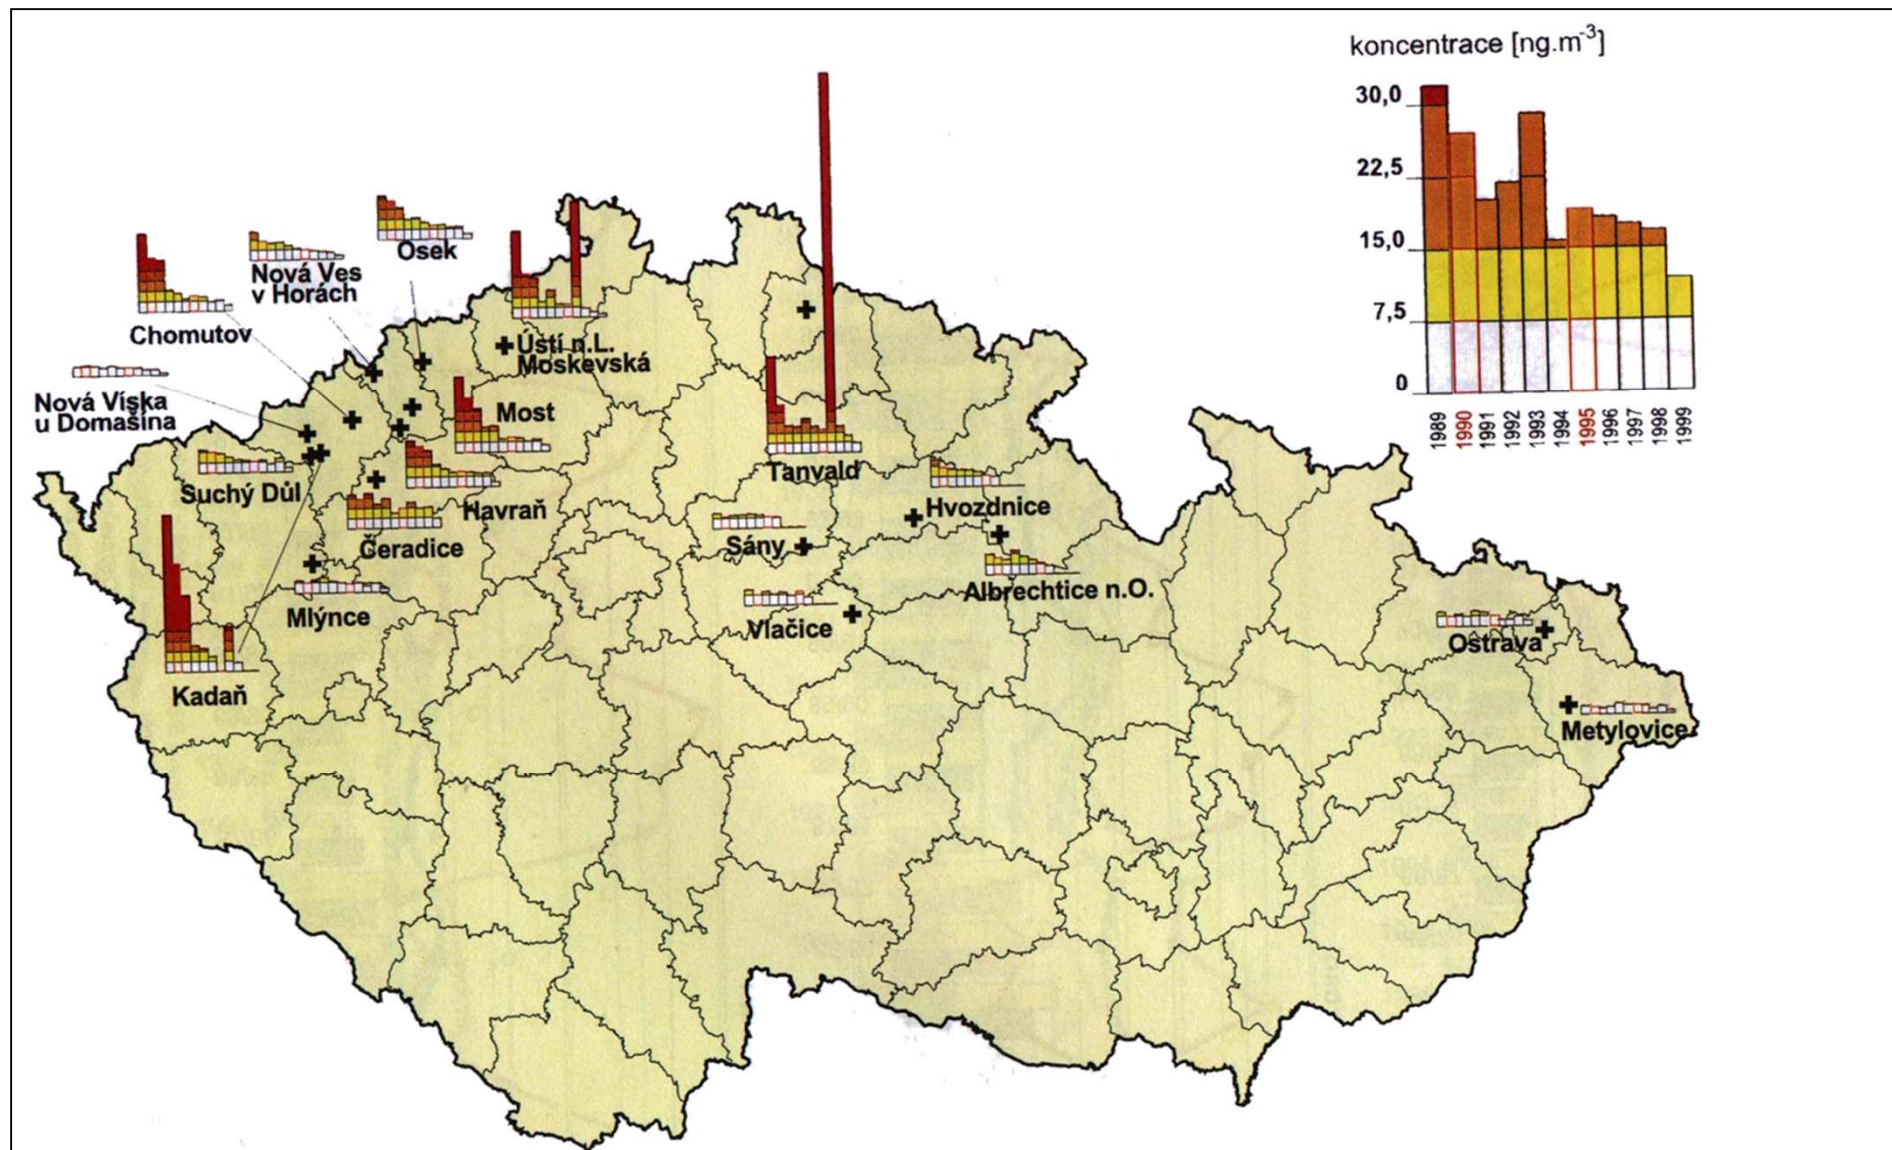 koncentrace [ng.m-3]
30,0
22,5
15,0
7,5
0
1989
1990
1991
1992
1993
1994
1995
1996
1997
1998
1999
Osek
Nová Ves
v Horách
Chomutov
Nová Víska
u Domašína
Ústí n.L.
Moskevská
Most
Suchý Důl
Havraň
Čeradice
Mlýnce
Kadaň
Tanvald
Hvozdnice
Sány
Albrechtice n.O.
Vlačice
Ostrava
Metylovice